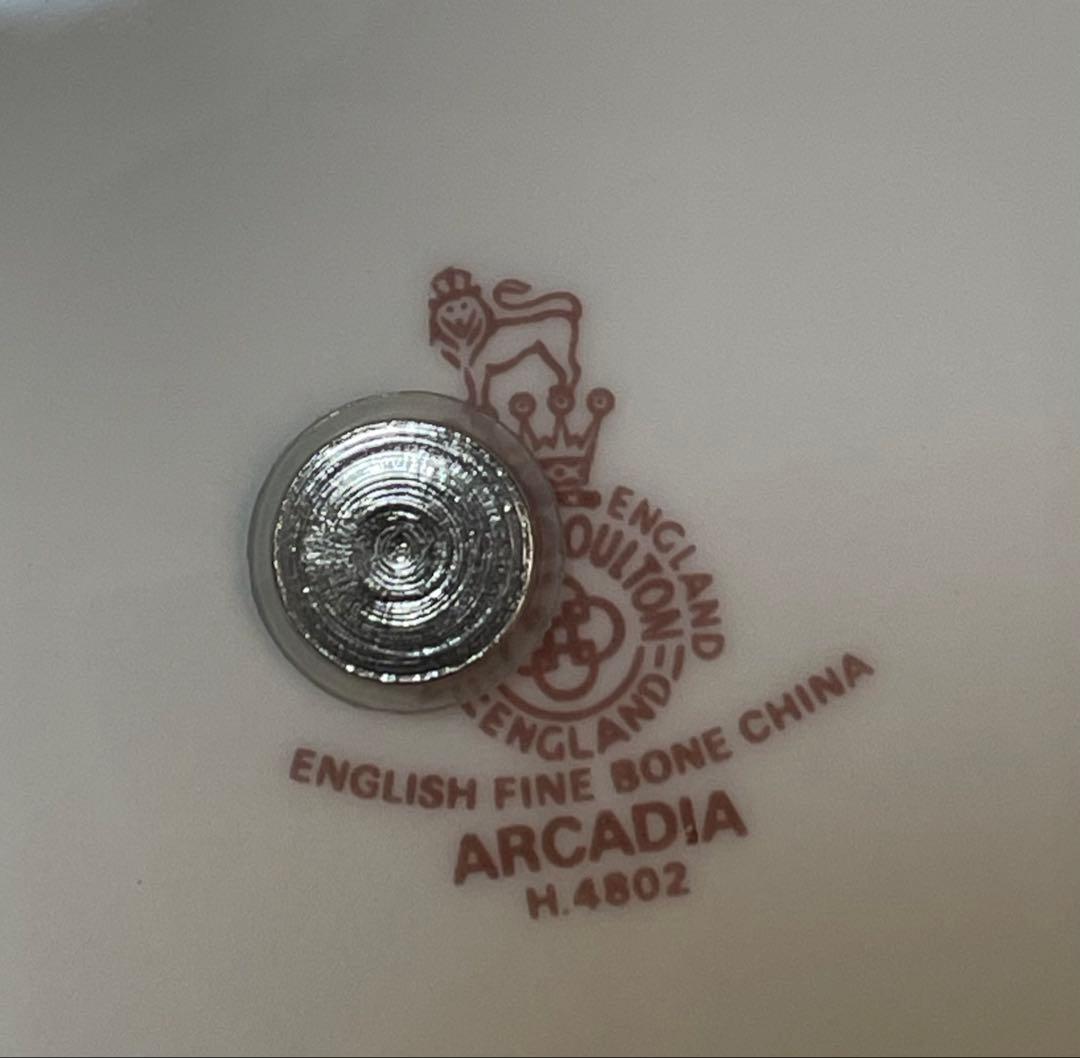 ENGLAND
OULTON
ENGLAND
ENGLISH FINE BONE CHINA
ARCADIA
H.4802